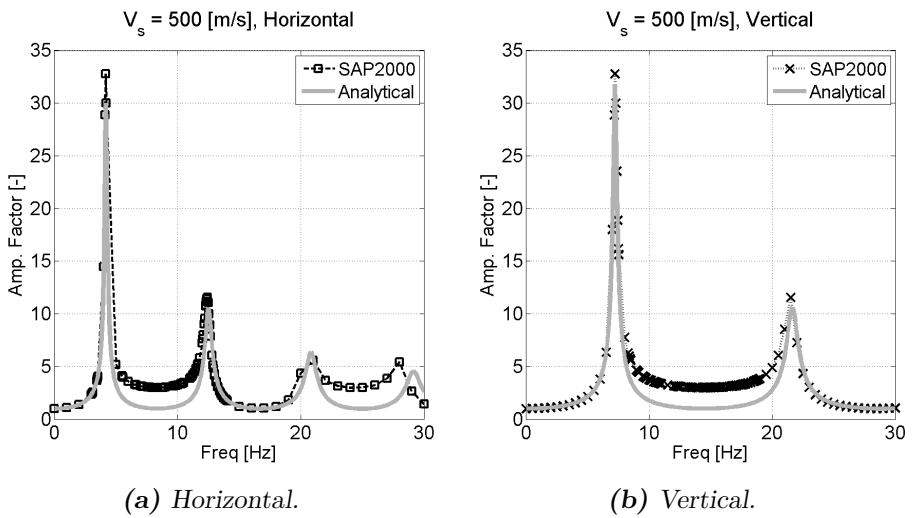 V_s = 500 [m/s], Horizontal
35
30
25
20
15
10
5
0
Amp. Factor [-]
SAP2000
Analytical
0 10 20 30
Freq [Hz]
(a) Horizontal.
V_s = 500 [m/s], Vertical
35
30
25
20
15
10
5
0
Amp. Factor [-]
SAP2000
Analytical
0 10 20 30
Freq [Hz]
(b) Vertical.